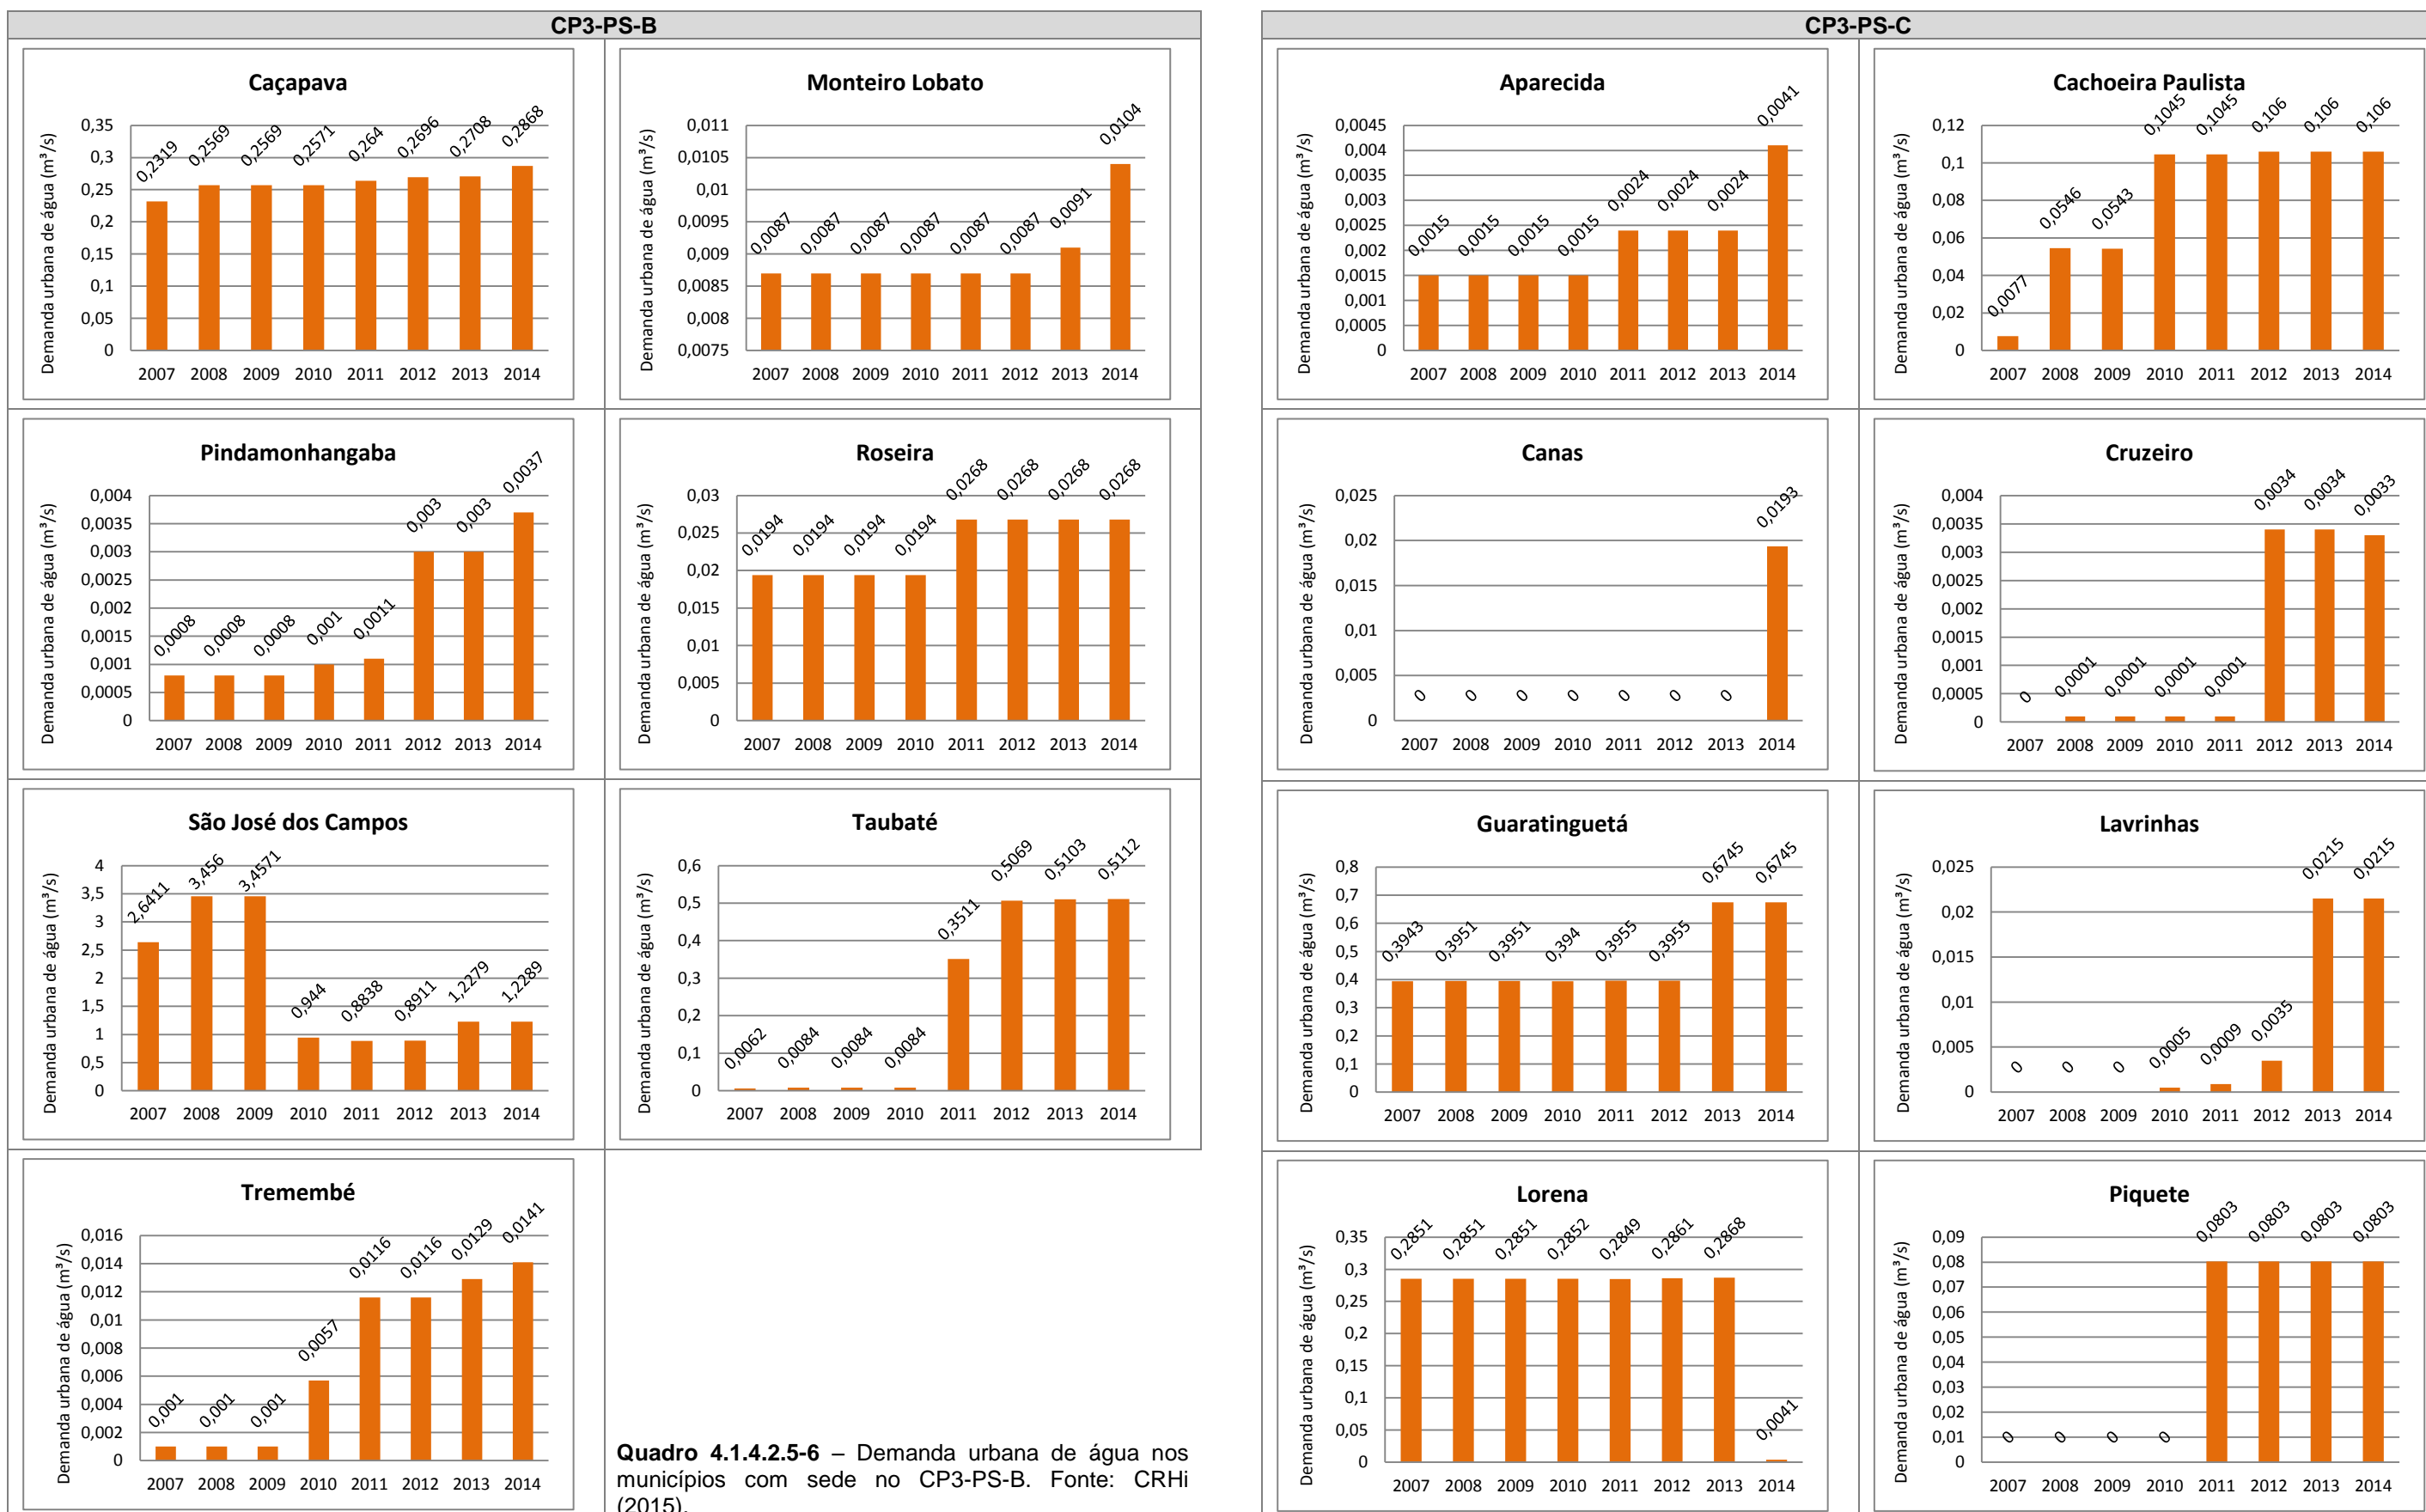 CP3-PS-B
Caçapava
Demanda urbana de água (m³/s)
0,35
0,3
0,25
0,2
0,15
0,1
0,05
0
0,2319 0,2569 0,2569 0,2571 0,264 0,2696 0,2708 0,2868
2007 2008 2009 2010 2011 2012 2013 2014
Monteiro Lobato
Demanda urbana de água (m³/s)
0,011
0,0105
0,01
0,0095
0,009
0,0085
0,008
0,0075
0,0087 0,0087 0,0087 0,0087 0,0087 0,0087 0,0091 0,0104
2007 2008 2009 2010 2011 2012 2013 2014
Pindamonhangaba
Demanda urbana de água (m³/s)
0,004
0,0035
0,003
0,0025
0,002
0,0015
0,001
0,0005
0
0,0008 0,0008 0,0008 0,001 0,0011 0,003 0,003 0,0037
2007 2008 2009 2010 2011 2012 2013 2014
Roseira
Demanda urbana de água (m³/s)
0,03
0,025
0,02
0,015
0,01
0,005
0
0,0194 0,0194 0,0194 0,0194 0,0268 0,0268 0,0268 0,0268
2007 2008 2009 2010 2011 2012 2013 2014
São José dos Campos
Demanda urbana de água (m³/s)
4
3,5
3
2,5
2
1,5
1
0,5
0
2,6411 3,456 3,4571 0,944 0,8838 0,8911 1,2279 1,2289
2007 2008 2009 2010 2011 2012 2013 2014
Taubaté
Demanda urbana de água (m³/s)
0,6
0,5
0,4
0,3
0,2
0,1
0
0,0062 0,0084 0,0084 0,0084 0,3511 0,5069 0,5103 0,5112
2007 2008 2009 2010 2011 2012 2013 2014
Tremembé
Demanda urbana de água (m³/s)
0,016
0,014
0,012
0,01
0,008
0,006
0,004
0,002
0
0,001 0,001 0,001 0,0057 0,0116 0,0116 0,0129 0,0141
2007 2008 2009 2010 2011 2012 2013 2014
Quadro 4.1.4.2.5-6 – Demanda urbana de água nos
municípios com sede no CP3-PS-B. Fonte: CRHi
(2015).
CP3-PS-C
Aparecida
Demanda urbana de água (m³/s)
0,0045
0,004
0,0035
0,003
0,0025
0,002
0,0015
0,001
0,0005
0
0,0015 0,0015 0,0015 0,0015 0,0024 0,0024 0,0024 0,0041
2007 2008 2009 2010 2011 2012 2013 2014
Cachoeira Paulista
Demanda urbana de água (m³/s)
0,12
0,1
0,08
0,06
0,04
0,02
0
0,0077 0,0546 0,0543 0,1045 0,1045 0,106 0,106 0,106
2007 2008 2009 2010 2011 2012 2013 2014
Canas
Demanda urbana de água (m³/s)
0,025
0,02
0,015
0,01
0,005
0
0 0 0 0 0 0 0 0,0193
2007 2008 2009 2010 2011 2012 2013 2014
Cruzeiro
Demanda urbana de água (m³/s)
0,004
0,0035
0,003
0,0025
0,002
0,0015
0,001
0,0005
0
0 0,0001 0,0001 0,0001 0,0001 0,0034 0,0034 0,0033
2007 2008 2009 2010 2011 2012 2013 2014
Guaratinguetá
Demanda urbana de água (m³/s)
0,8
0,7
0,6
0,5
0,4
0,3
0,2
0,1
0
0,3943 0,3951 0,3951 0,394 0,3955 0,3955 0,6745 0,6745
2007 2008 2009 2010 2011 2012 2013 2014
Lavrinhas
Demanda urbana de água (m³/s)
0,025
0,02
0,015
0,01
0,005
0
0 0 0 0,0005 0,0009 0,0035 0,0215 0,0215
2007 2008 2009 2010 2011 2012 2013 2014
Lorena
Demanda urbana de água (m³/s)
0,35
0,3
0,25
0,2
0,15
0,1
0,05
0
0,2851 0,2851 0,2851 0,2852 0,2849 0,2861 0,2868 0,0041
2007 2008 2009 2010 2011 2012 2013 2014
Piquete
Demanda urbana de água (m³/s)
0,09
0,08
0,07
0,06
0,05
0,04
0,03
0,02
0,01
0
0 0 0 0 0,0803 0,0803 0,0803 0,0803
2007 2008 2009 2010 2011 2012 2013 2014